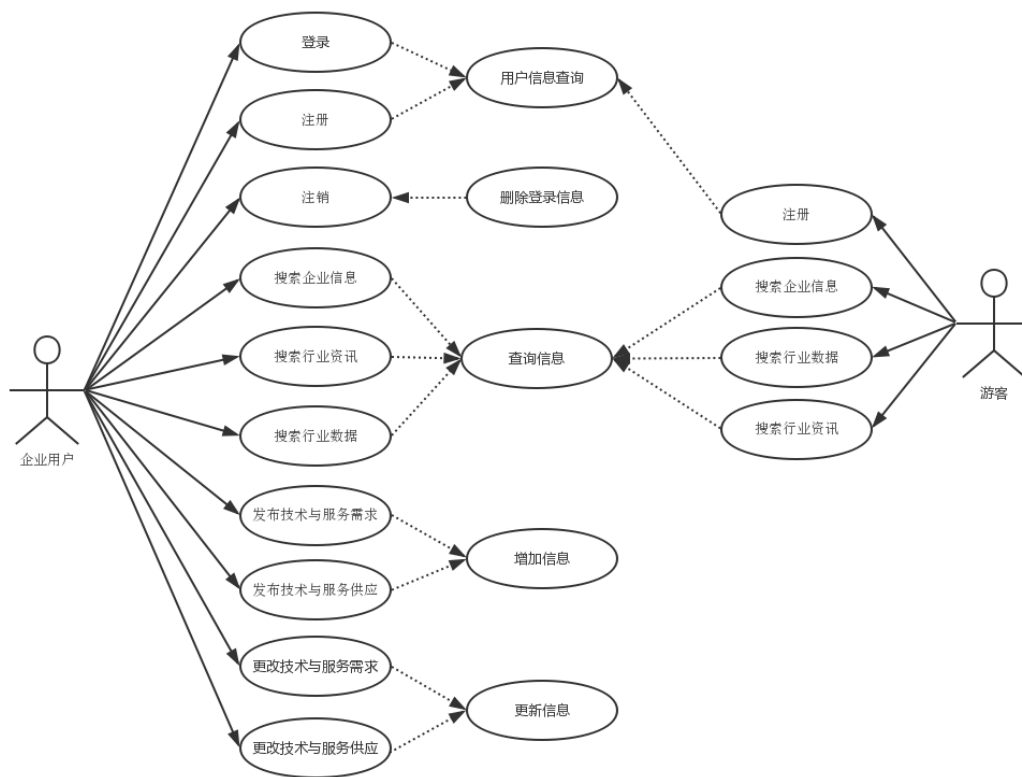 登录
注册
注销
搜索企业信息
搜索行业资讯
搜索行业数据
发布技术与服务需求
发布技术与服务供应
更改技术与服务需求
更改技术与服务供应
企业用户
用户信息查询
删除登录信息
查询信息
增加信息
更新信息
注册
搜索企业信息
搜索行业数据
搜索行业资讯
游客